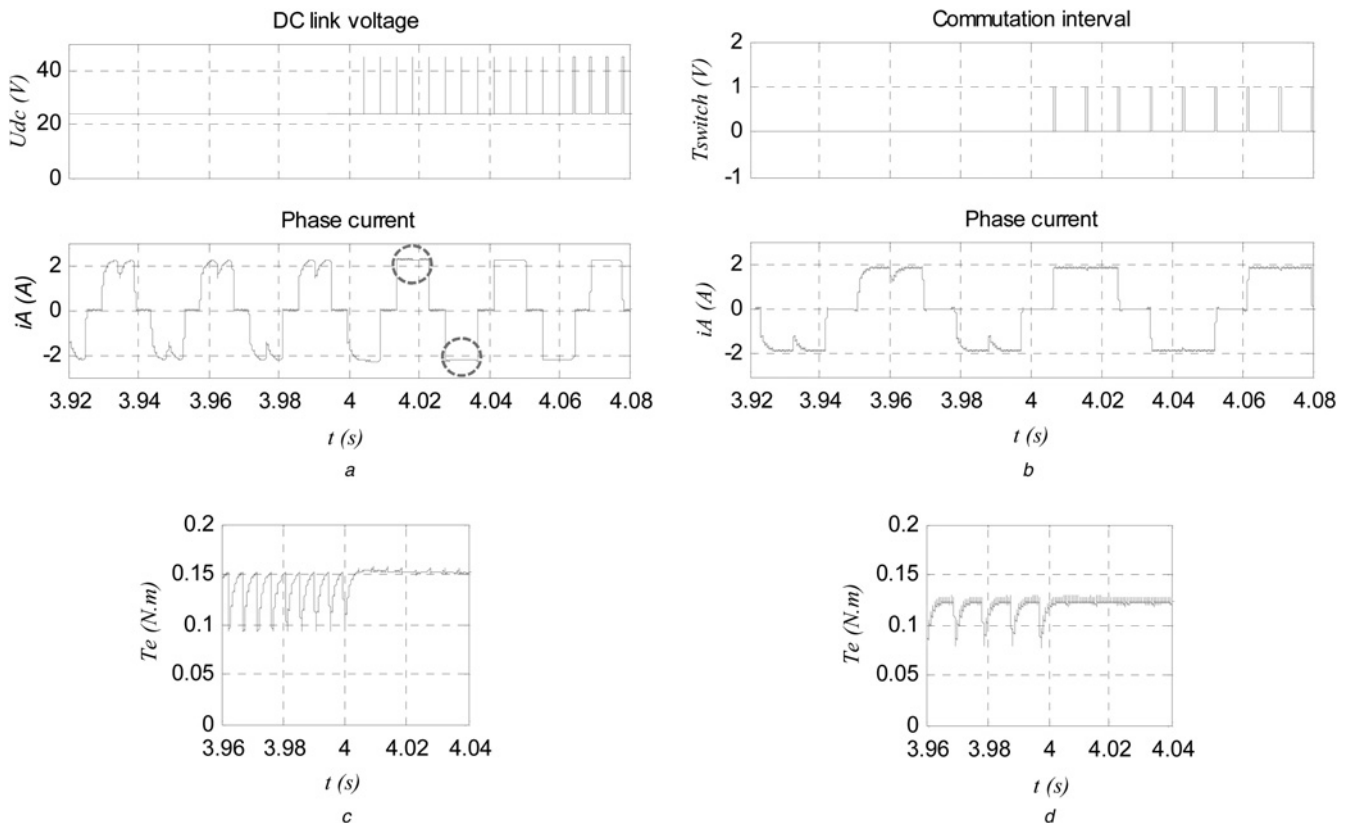 DC link voltage
40
20
0
Udc (V)
Phase current
2
0
-2
iA (A)
3.92 3.94 3.96 3.98 4 4.02 4.04 4.06 4.08
t (s)
a
Commutation interval
2
1
0
-1
Tswitch (V)
Phase current
2
0
-2
iA (A)
3.92 3.94 3.96 3.98 4 4.02 4.04 4.06 4.08
t (s)
b
0.2
0.15
0.1
0.05
0
Te (N.m)
3.96 3.98 4 4.02 4.04
t (s)
c
0.2
0.15
0.1
0.05
0
Te (N.m)
3.96 3.98 4 4.02 4.04
t (s)
d